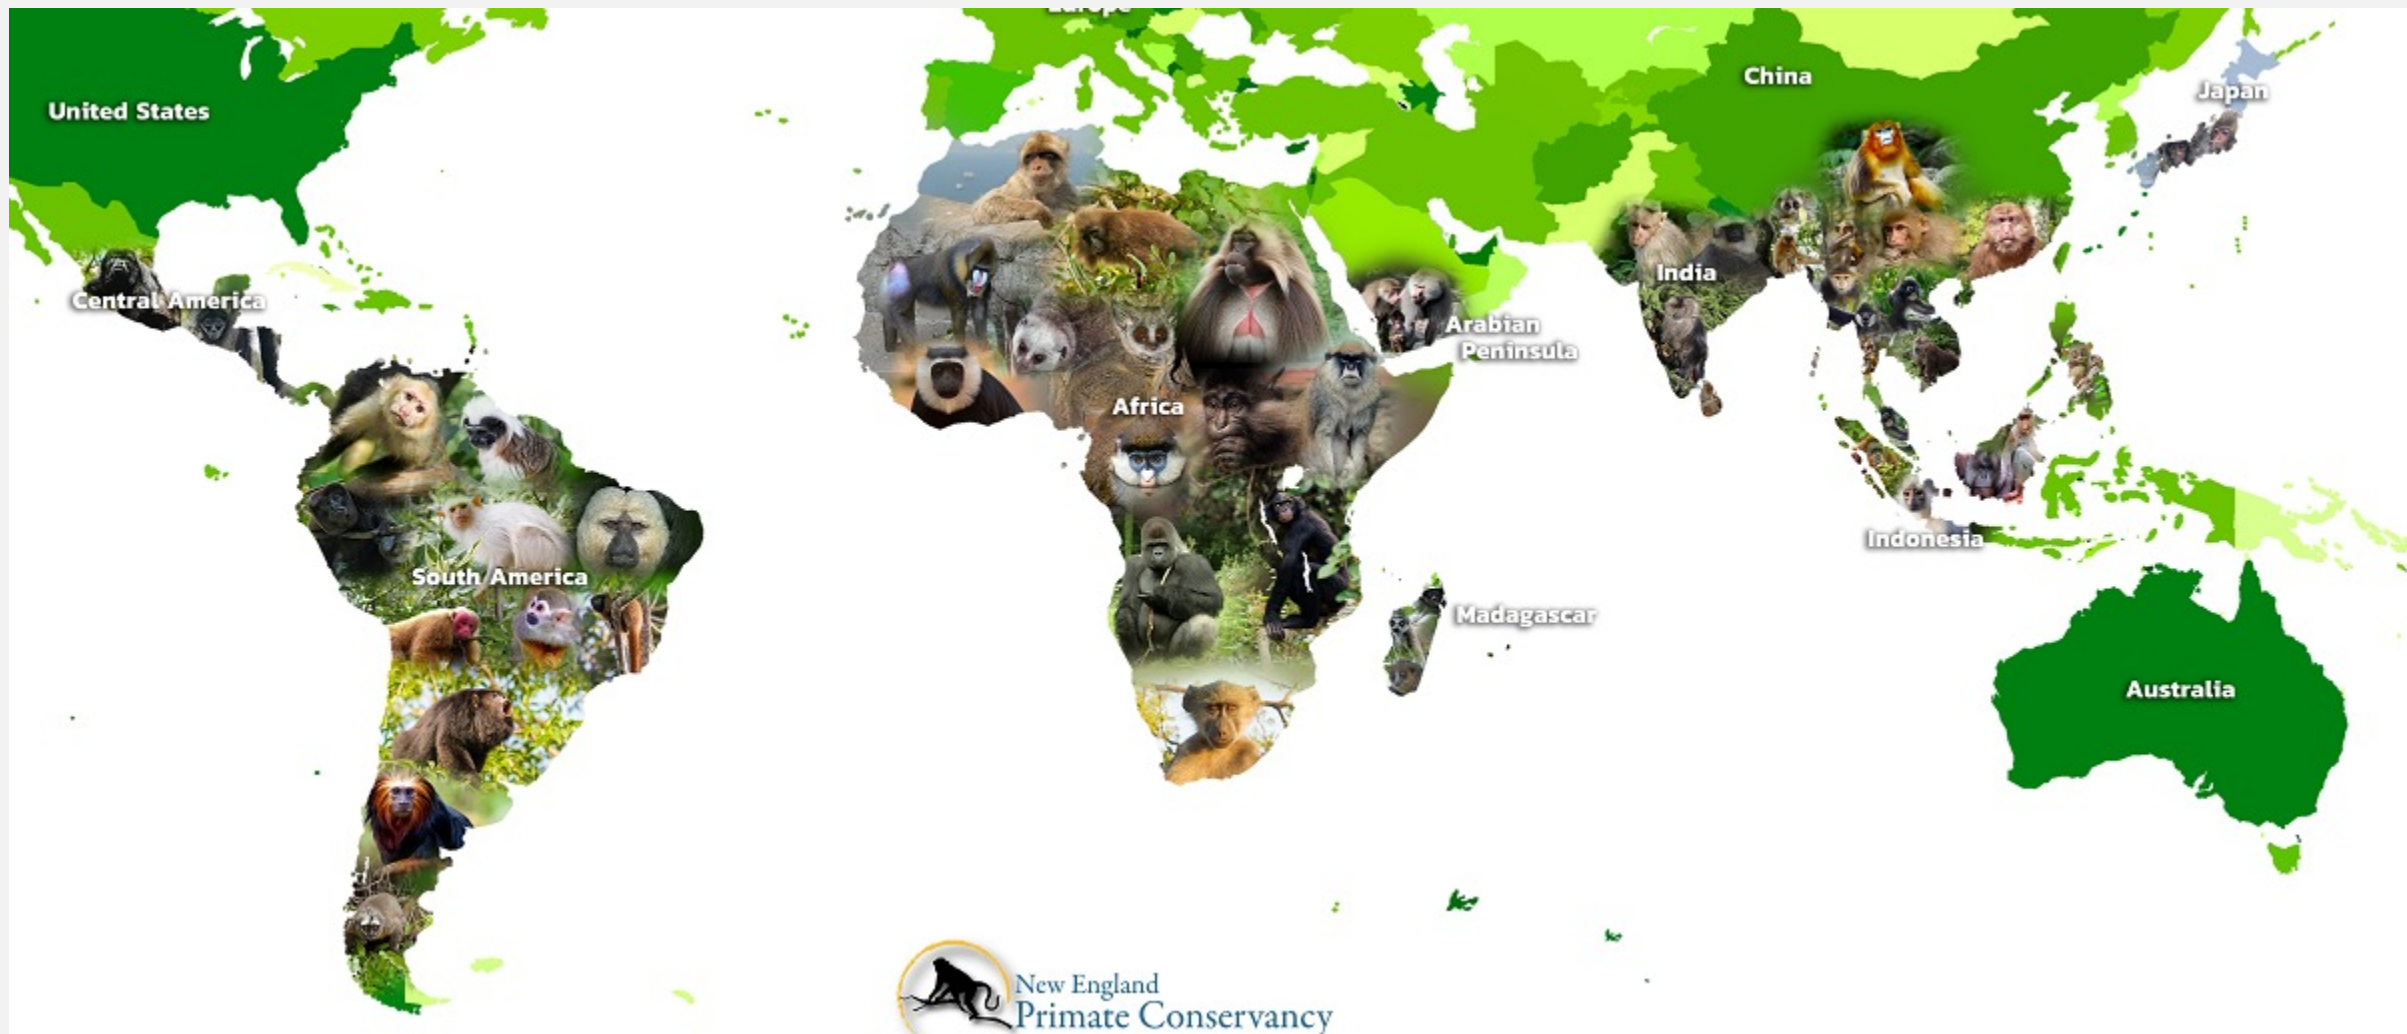 Europe
United States
China
Japan
India
Central America
Arabian
Peninsula
Africa
Indonesia
South America
Madagascar
Australia
New England
Primate Conservancy